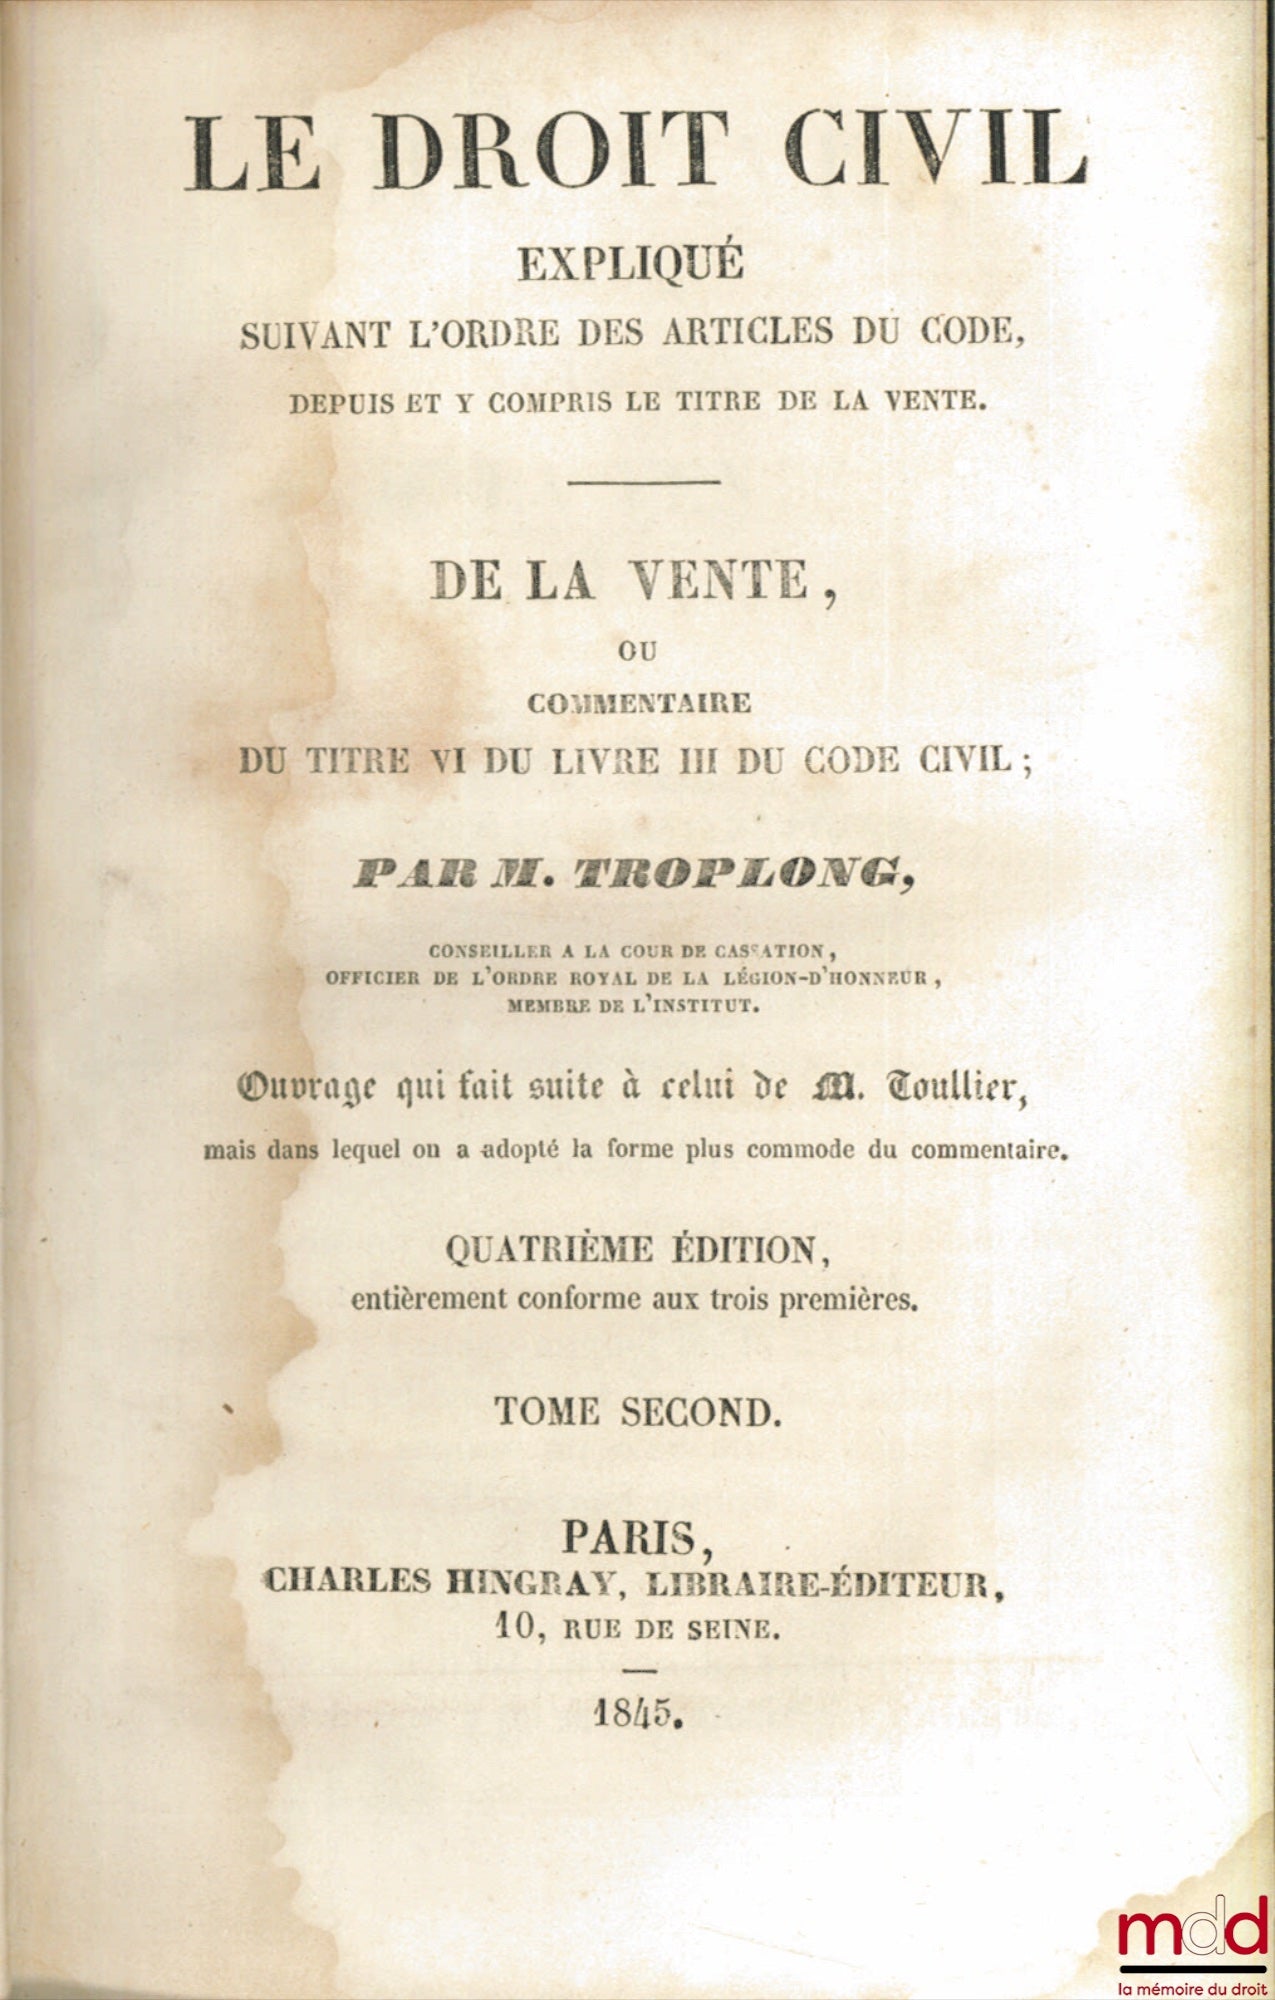 LE DROIT CIVIL
EXPLIQUÉ
SUIVANT L'ORDRE DES ARTICLES DU CODE,
DEPUIS ET Y COMPRIS LE TITRE DE LA VENTE.
DE LA VENTE,
OU
COMMENTAIRE
DU TITRE VI DU LIVRE III DU CODE CIVIL;
PAR M. TROPLONG,
CONSEILLER A LA COUR DE CASSATION,
OFFICIER DE L'ORDRE ROYAL DE LA LÉGION-D'HONNEUR,
MEMBRE DE L'INSTITUT.
Ouvrage qui fait suite à celui de M. Toullier,
mais dans lequel on a adopté la forme plus commode du commentaire.
QUATRIÈME ÉDITION,
entièrement conforme aux trois premières.
TOME SECOND.
PARIS,
CHARLES HINGRAY, LIBRAIRE-ÉDITEUR,
10, RUE DE SEINE.
1845.
mdd
la mémoire du droit